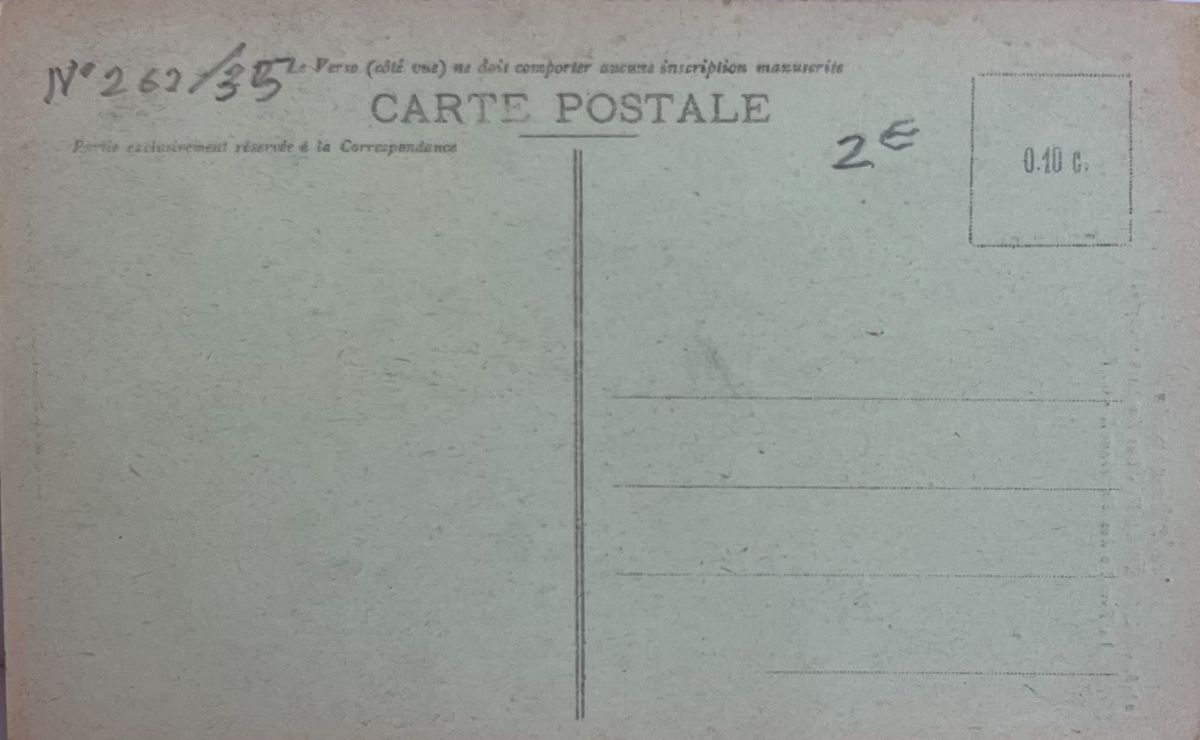 N° 262/35
Le Verso (côté vue) ne doit comporter aucune inscription manuscrite
CARTE POSTALE
Partie exclusivement réservée à la Correspondance
2€
0.10 c.